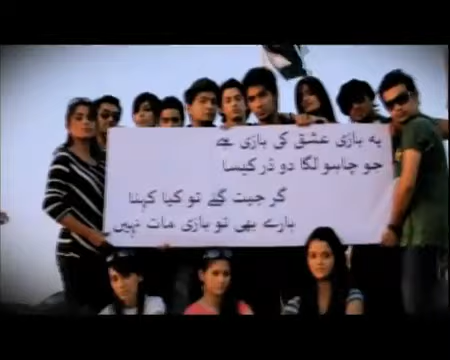 یہ بازی عشق کی بازی ہے
جو چاہو لگا دو ڈر کیسا
گر جیت گئے تو کیا کہنا
ہارے بھی تو بازی مات نہیں